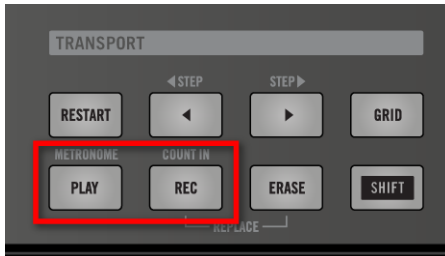 TRANSPORT
◀STEP STEP▶
RESTART ◀ ▶ GRID
METRONOME COUNT IN
PLAY REC ERASE SHIFT
REPLACE